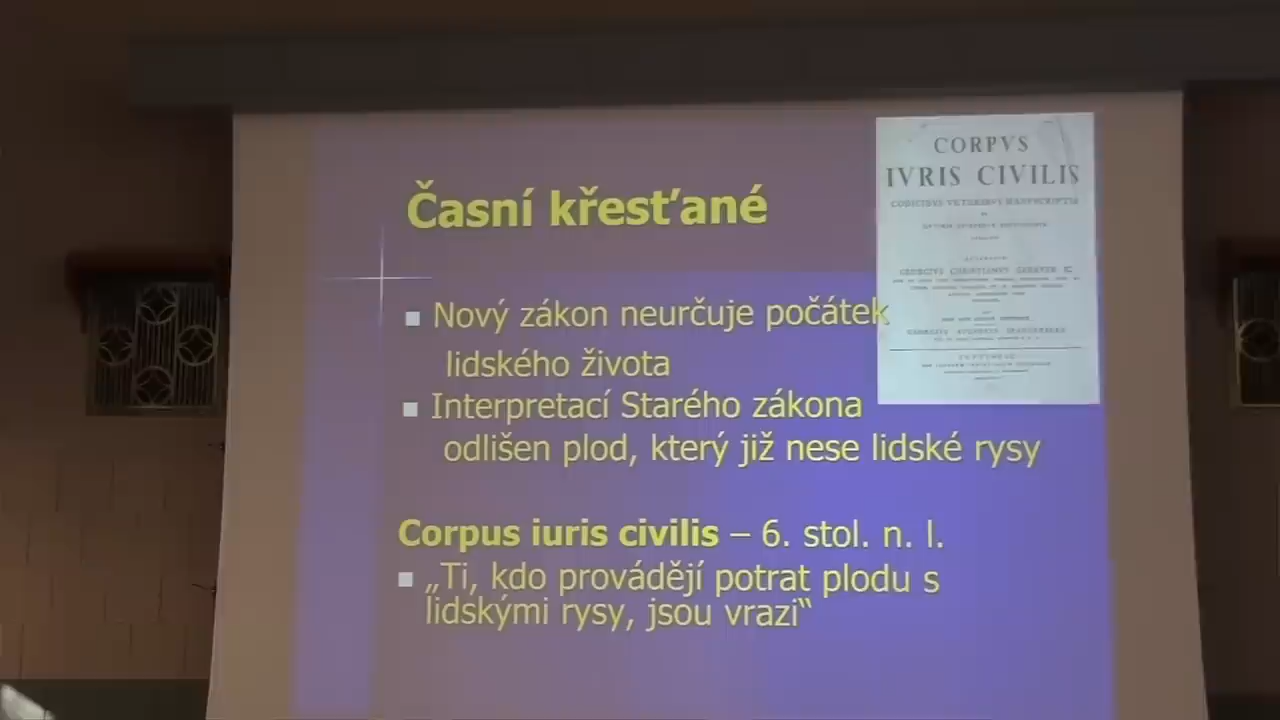 Časní křesťané
■ Nový zákon neurčuje počátek
lidského života
■ Interpretací Starého zákona
odlišen plod, který již nese lidské rysy
Corpus iuris civilis – 6. stol. n. l.
■ „Ti, kdo provádějí potrat plodu s
lidskými rysy, jsou vrazi“
CORPVS
IVRIS CIVILIS